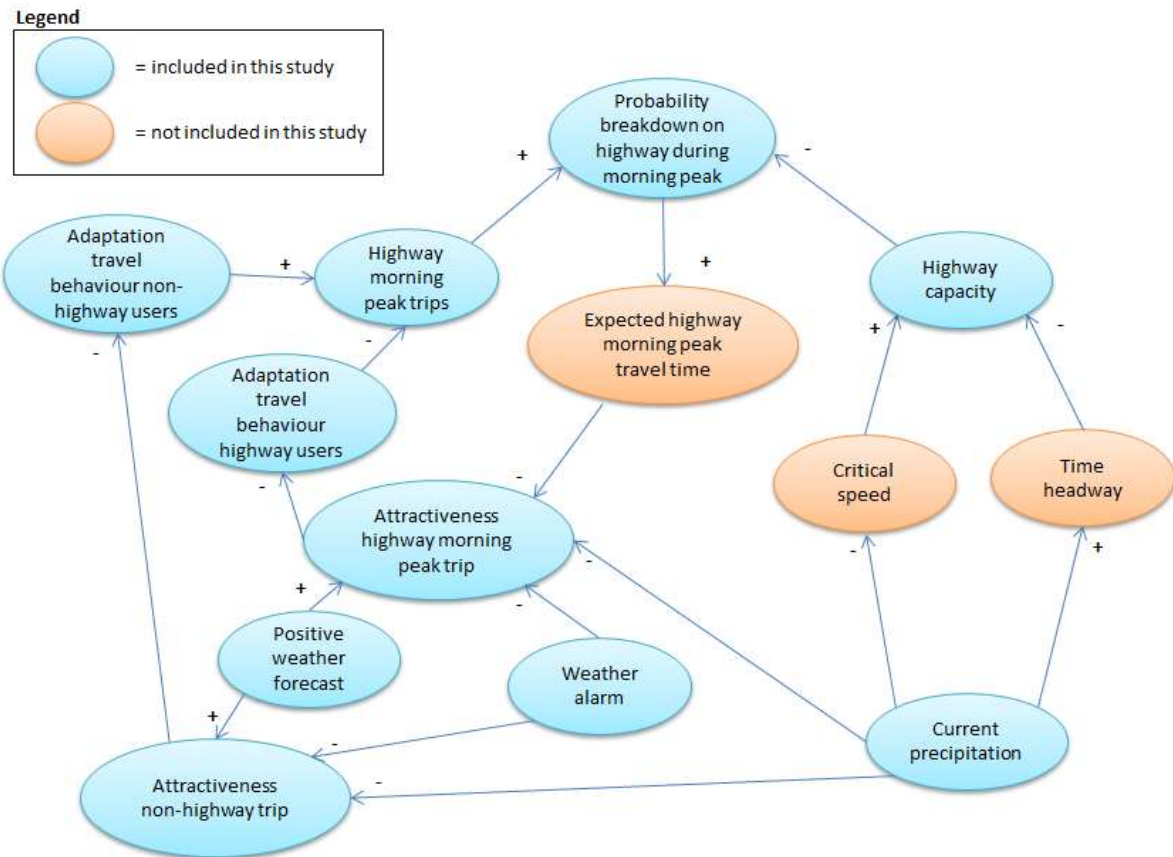 Legend
= included in this study
= not included in this study
Probability
breakdown on
highway during
morning peak
+
-
Adaptation
travel
behaviour non-
highway users
+
Highway
morning
peak trips
+
Highway
capacity
Expected highway
morning peak
travel time
+
-
-
-
Adaptation
travel
behaviour
highway users
Critical
speed
Time
headway
-
-
Attractiveness
highway morning
peak trip
-
-
+
+
-
Positive
weather
forecast
Weather
alarm
+
-
Current
precipitation
-
Attractiveness
non-highway trip